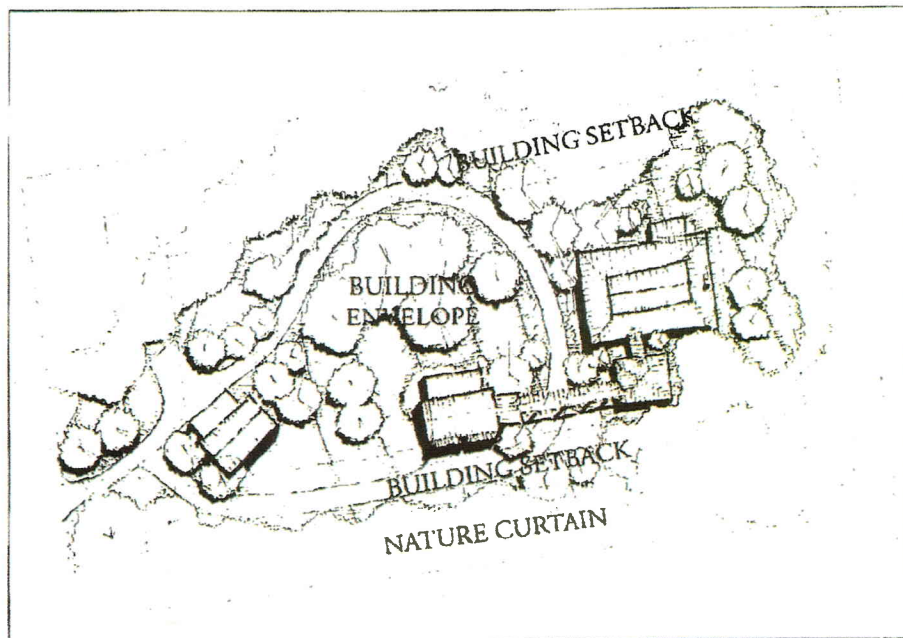 BUILDING SETBACK
BUILDING
ENVELOPE
BUILDING SETBACK
NATURE CURTAIN